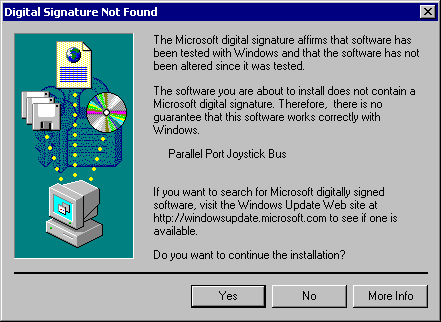 Digital Signature Not Found
The Microsoft digital signature affirms that software has
been tested with Windows and that the software has not
been altered since it was tested.
The software you are about to install does not contain a
Microsoft digital signature. Therefore,  there is no
guarantee that this software works correctly with
Windows.
Parallel Port Joystick Bus
If you want to search for Microsoft digitally signed
software, visit the Windows Update Web site at
http://windowsupdate.microsoft.com to see if one is
available.
Do you want to continue the installation?
Yes
No
More Info